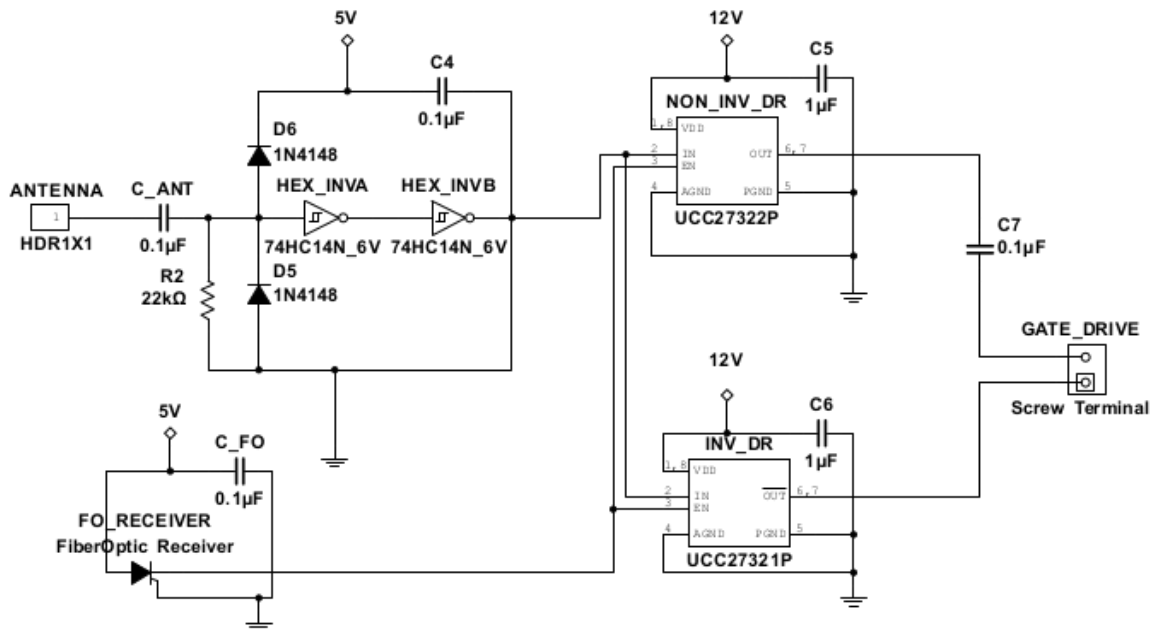 5V
C4
0.1µF
D6
1N4148
ANTENNA
1
HDR1X1
C_ANT
0.1µF
HEX_INVA
74HC14N_6V
HEX_INVB
74HC14N_6V
R2
22kΩ
D5
1N4148
12V
C5
1µF
NON_INV_DR
1,8
VDD
2
IN
3
EN
4
AGND
OUT
6,7
PGND
5
UCC27322P
C7
0.1µF
GATE_DRIVE
Screw Terminal
12V
C6
1µF
INV_DR
1,8
VDD
2
IN
3
EN
4
AGND
OUT
6,7
PGND
5
UCC27321P
5V
C_FO
0.1µF
FO_RECEIVER
FiberOptic Receiver